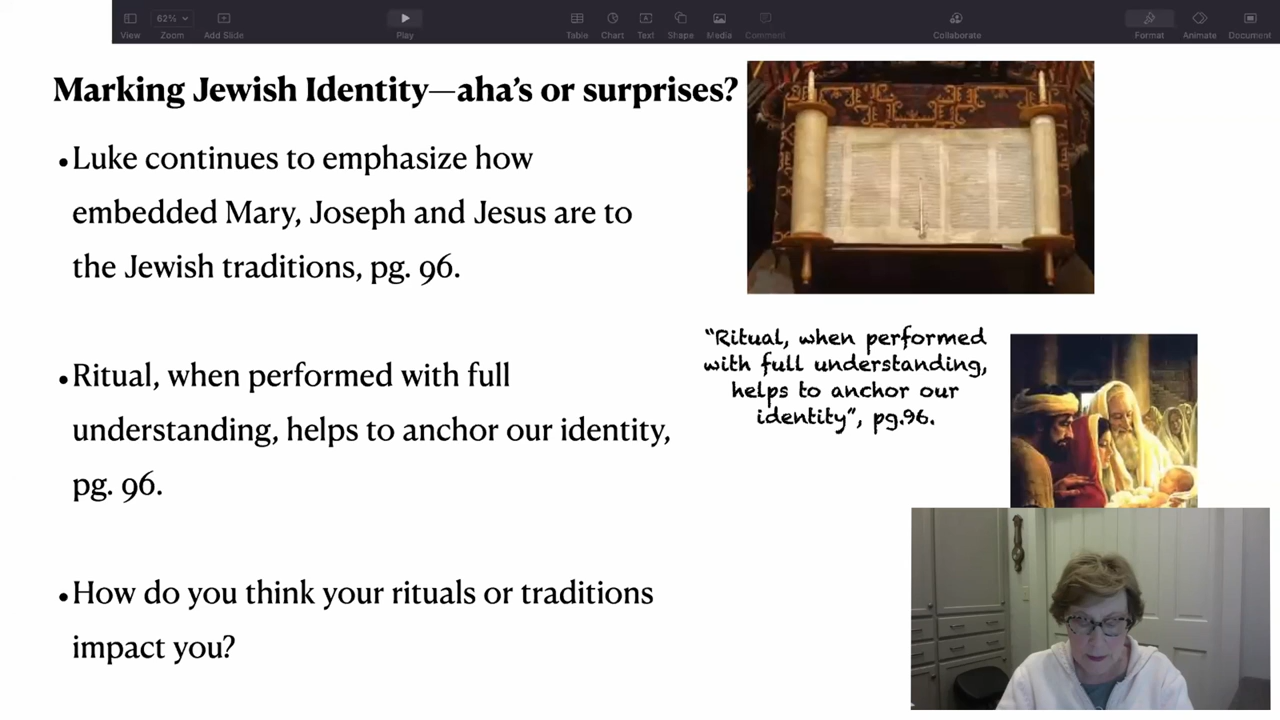 62%
View
Zoom
Add Slide
Play
Table
Chart
Text
Shape
Media
Comment
Collaborate
Format
Animate
Document
Marking Jewish Identity—aha’s or surprises?
•Luke continues to emphasize how
embedded Mary, Joseph and Jesus are to
the Jewish traditions, pg. 96.
•Ritual, when performed with full
understanding, helps to anchor our identity,
pg. 96.
•How do you think your rituals or traditions
impact you?
“Ritual, when performed
with full understanding,
helps to anchor our
identity”, pg.96.